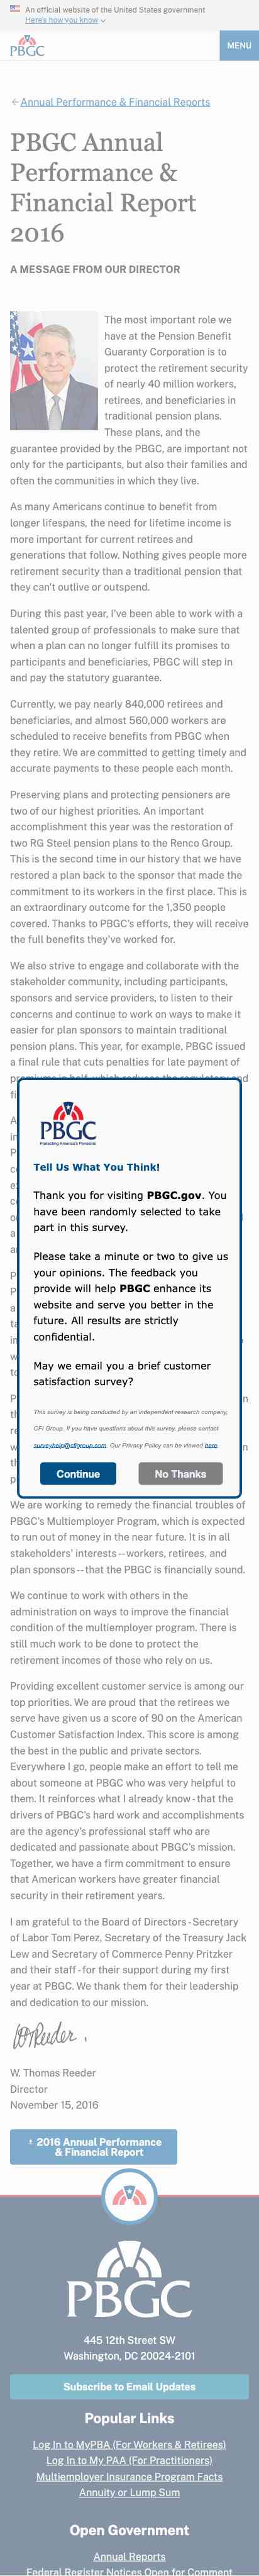 An official website of the United States government
Here's how you know
PBGC
MENU
Annual Performance & Financial Reports
PBGC Annual
Performance &
Financial Report
2016
A MESSAGE FROM OUR DIRECTOR
The most important role we
have at the Pension Benefit
Guaranty Corporation is to
protect the retirement security
of nearly 40 million workers,
retirees, and beneficiaries in
traditional pension plans.
These plans, and the
guarantee provided by the PBGC, are important not
only for the participants, but also their families and
often the communities in which they live.
As many Americans continue to benefit from
longer lifespans, the need for lifetime income is
more important for current retirees and
generations that follow. Nothing gives people more
retirement security than a traditional pension that
they can't outlive or outspend.
During this past year, I've been able to work with a
talented group of professionals to make sure that
when a plan can no longer fulfill its promises to
participants and beneficiaries, PBGC will step in
and pay the statutory guarantee.
Currently, we pay nearly 840,000 retirees and
beneficiaries, and almost 560,000 workers are
scheduled to receive benefits from PBGC when
they retire. We are committed to getting timely and
accurate payments to these people each month.
Preserving plans and protecting pensioners are
two of our highest priorities. An important
accomplishment this year was the restoration of
two RG Steel pension plans to the Renco Group.
This is the second time in our history that we have
restored a plan back to the sponsor that made the
commitment to its workers in the first place. This is
an extraordinary outcome for the 1,350 people
covered. Thanks to PBGC's efforts, they will receive
the full benefits they've worked for.
We also strive to engage and collaborate with the
stakeholder community, including participants,
sponsors and service providers, to listen to their
concerns and continue to work on ways to make it
easier for plan sponsors to maintain traditional
pension plans. This year, for example, PBGC issued
a final rule that cuts penalties for late payment of
premiums in half, which reduces the regulatory and
PBGC
Protecting America's Pensions
Tell Us What You Think!
Thank you for visiting PBGC.gov. You
have been randomly selected to take
part in this survey.
Please take a minute or two to give us
your opinions. The feedback you
provide will help PBGC enhance its
website and serve you better in the
future. All results are strictly
confidential.
May we email you a brief customer
satisfaction survey?
This survey is being conducted by an independent research company,
CFI Group. If you have questions about this survey, please contact
surveyhelp@cfigroup.com. Our Privacy Policy can be viewed here.
Continue
No Thanks
We are working to remedy the financial troubles of
PBGC's Multiemployer Program, which is expected
to run out of money in the near future. It is in all
stakeholders' interests--workers, retirees, and
plan sponsors--that the PBGC is financially sound.
We continue to work with others in the
administration on ways to improve the financial
condition of the multiemployer program. There is
still much work to be done to protect the
retirement incomes of those who rely on us.
Providing excellent customer service is among our
top priorities. We are proud that the retirees we
serve have given us a score of 90 on the American
Customer Satisfaction Index. This score is among
the best in the public and private sectors.
Everywhere I go, people make an effort to tell me
about someone at PBGC who was very helpful to
them. It reinforces what I already know-that the
drivers of PBGC's hard work and accomplishments
are the agency's professional staff who are
dedicated and passionate about PBGC's mission.
Together, we have a firm commitment to ensure
that American workers have greater financial
security in their retirement years.
I am grateful to the Board of Directors-Secretary
of Labor Tom Perez, Secretary of the Treasury Jack
Lew and Secretary of Commerce Penny Pritzker
and their staff-for their support during my first
year at PBGC. We thank them for their leadership
and dedication to our mission.
W. Thomas Reeder
Director
November 15, 2016
↑ 2016 Annual Performance
& Financial Report
PBGC
445 12th Street SW
Washington, DC 20024-2101
Subscribe to Email Updates
Popular Links
Log In to MyPBA (For Workers & Retirees)
Log In to My PAA (For Practitioners)
Multiemployer Insurance Program Facts
Annuity or Lump Sum
Open Government
Annual Reports
Federal Register Notices Open for Comment